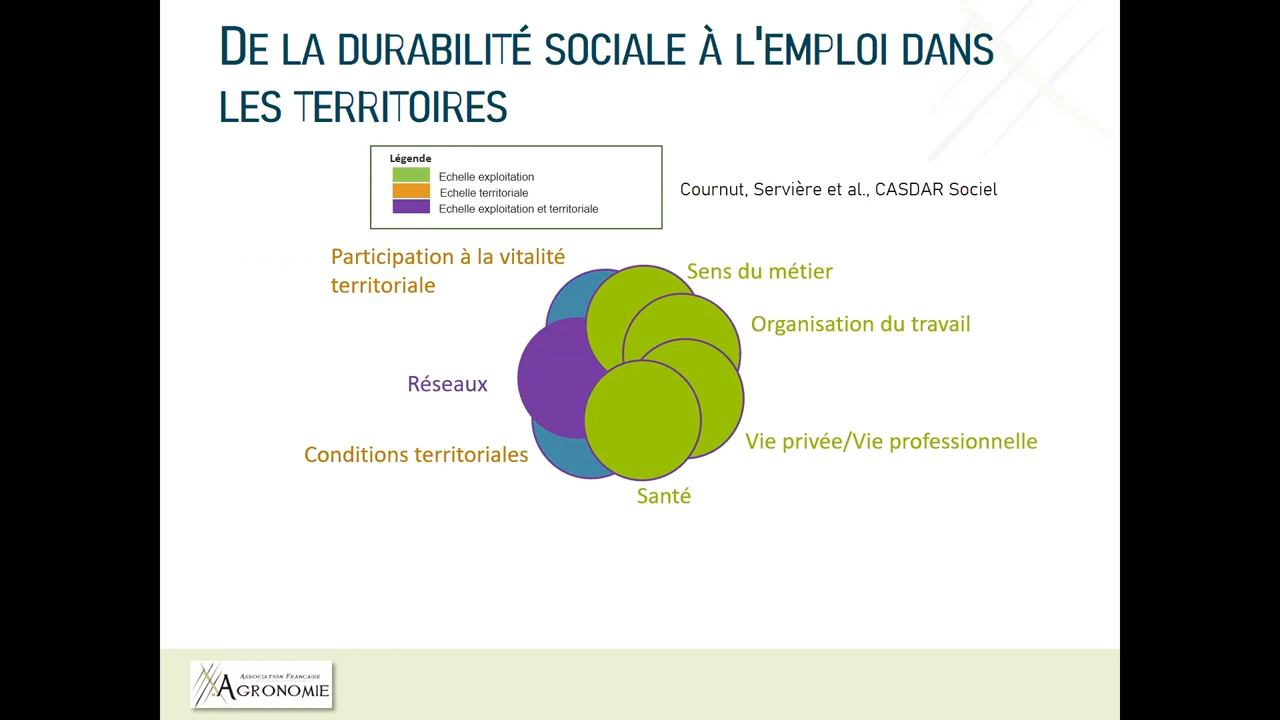 DE LA DURABILITÉ SOCIALE À L'EMPLOI DANS
LES TERRITOIRES
Légende
Echelle exploitation
Echelle territoriale
Echelle exploitation et territoriale
Cournut, Servière et al., CASDAR Sociel
Participation à la vitalité
territoriale
Sens du métier
Organisation du travail
Réseaux
Vie privée/Vie professionnelle
Conditions territoriales
Santé
ASSOCIATION FRANÇAISE
AGRONOMIE